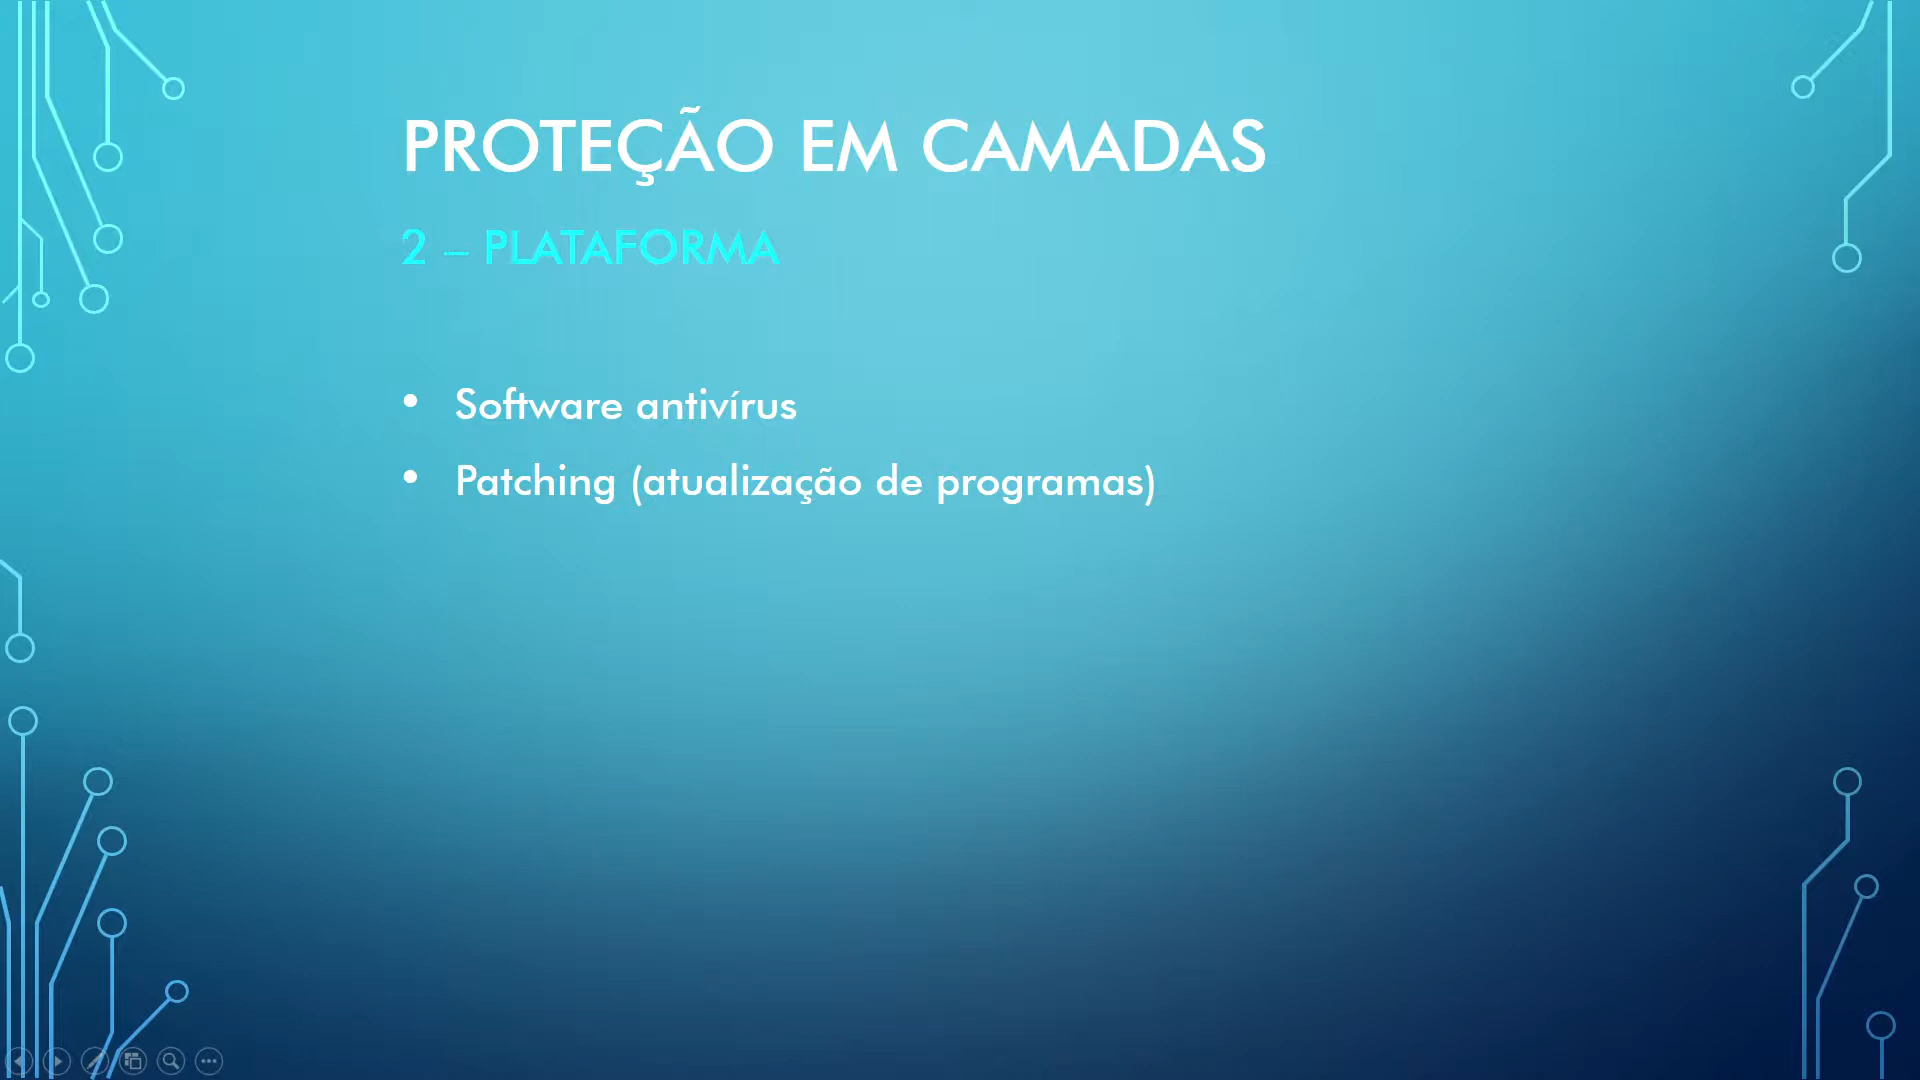 PROTEÇÃO EM CAMADAS
2 – PLATAFORMA
• Software antivírus
• Patching (atualização de programas)